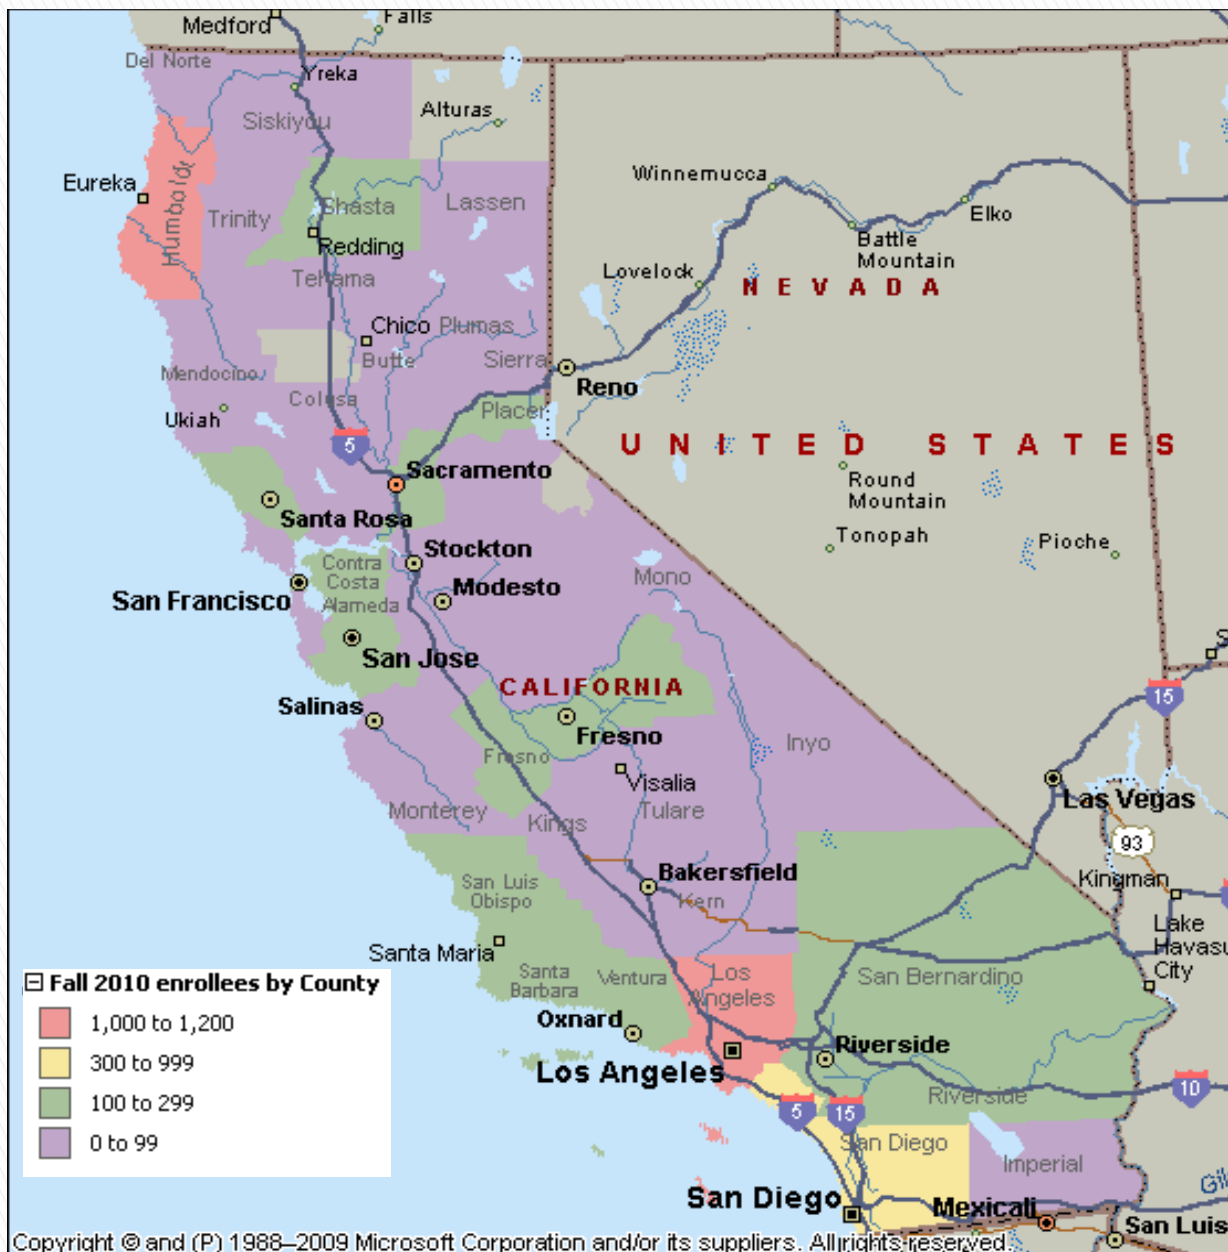 Medford
Falls
Del Norte
Yreka
Siskiyou
Alturas
Eureka
Humboldt
Trinity
Shasta
Lassen
Redding
Tehama
Winnemucca
Elko
Battle
Mountain
Lovelock
NEVADA
Chico
Plumas
Butte
Sierra
Reno
Mendocino
Colusa
Placer
Ukiah
5
Sacramento
UNITED STATES
Round
Mountain
Santa Rosa
Stockton
Tonopah
Pioche
Contra
Costa
Alameda
Mono
San Francisco
Modesto
San Jose
CALIFORNIA
15
Salinas
Fresno
Fresno
Inyo
Visalia
Las Vegas
Monterey
Kings
Tulare
93
Bakersfield
Kern
Kingman
San Luis
Obispo
Lake
Havasu
City
Santa Maria
Santa
Barbara
Ventura
Los
Angeles
San Bernardino
Fall 2010 enrollees by County
1,000 to 1,200
300 to 999
100 to 299
0 to 99
Oxnard
Riverside
Los Angeles
Riverside
10
5
15
San Diego
Imperial
San Diego
Mexicali
San Luis
Copyright © and (P) 1988–2009 Microsoft Corporation and/or its suppliers. All rights reserved.